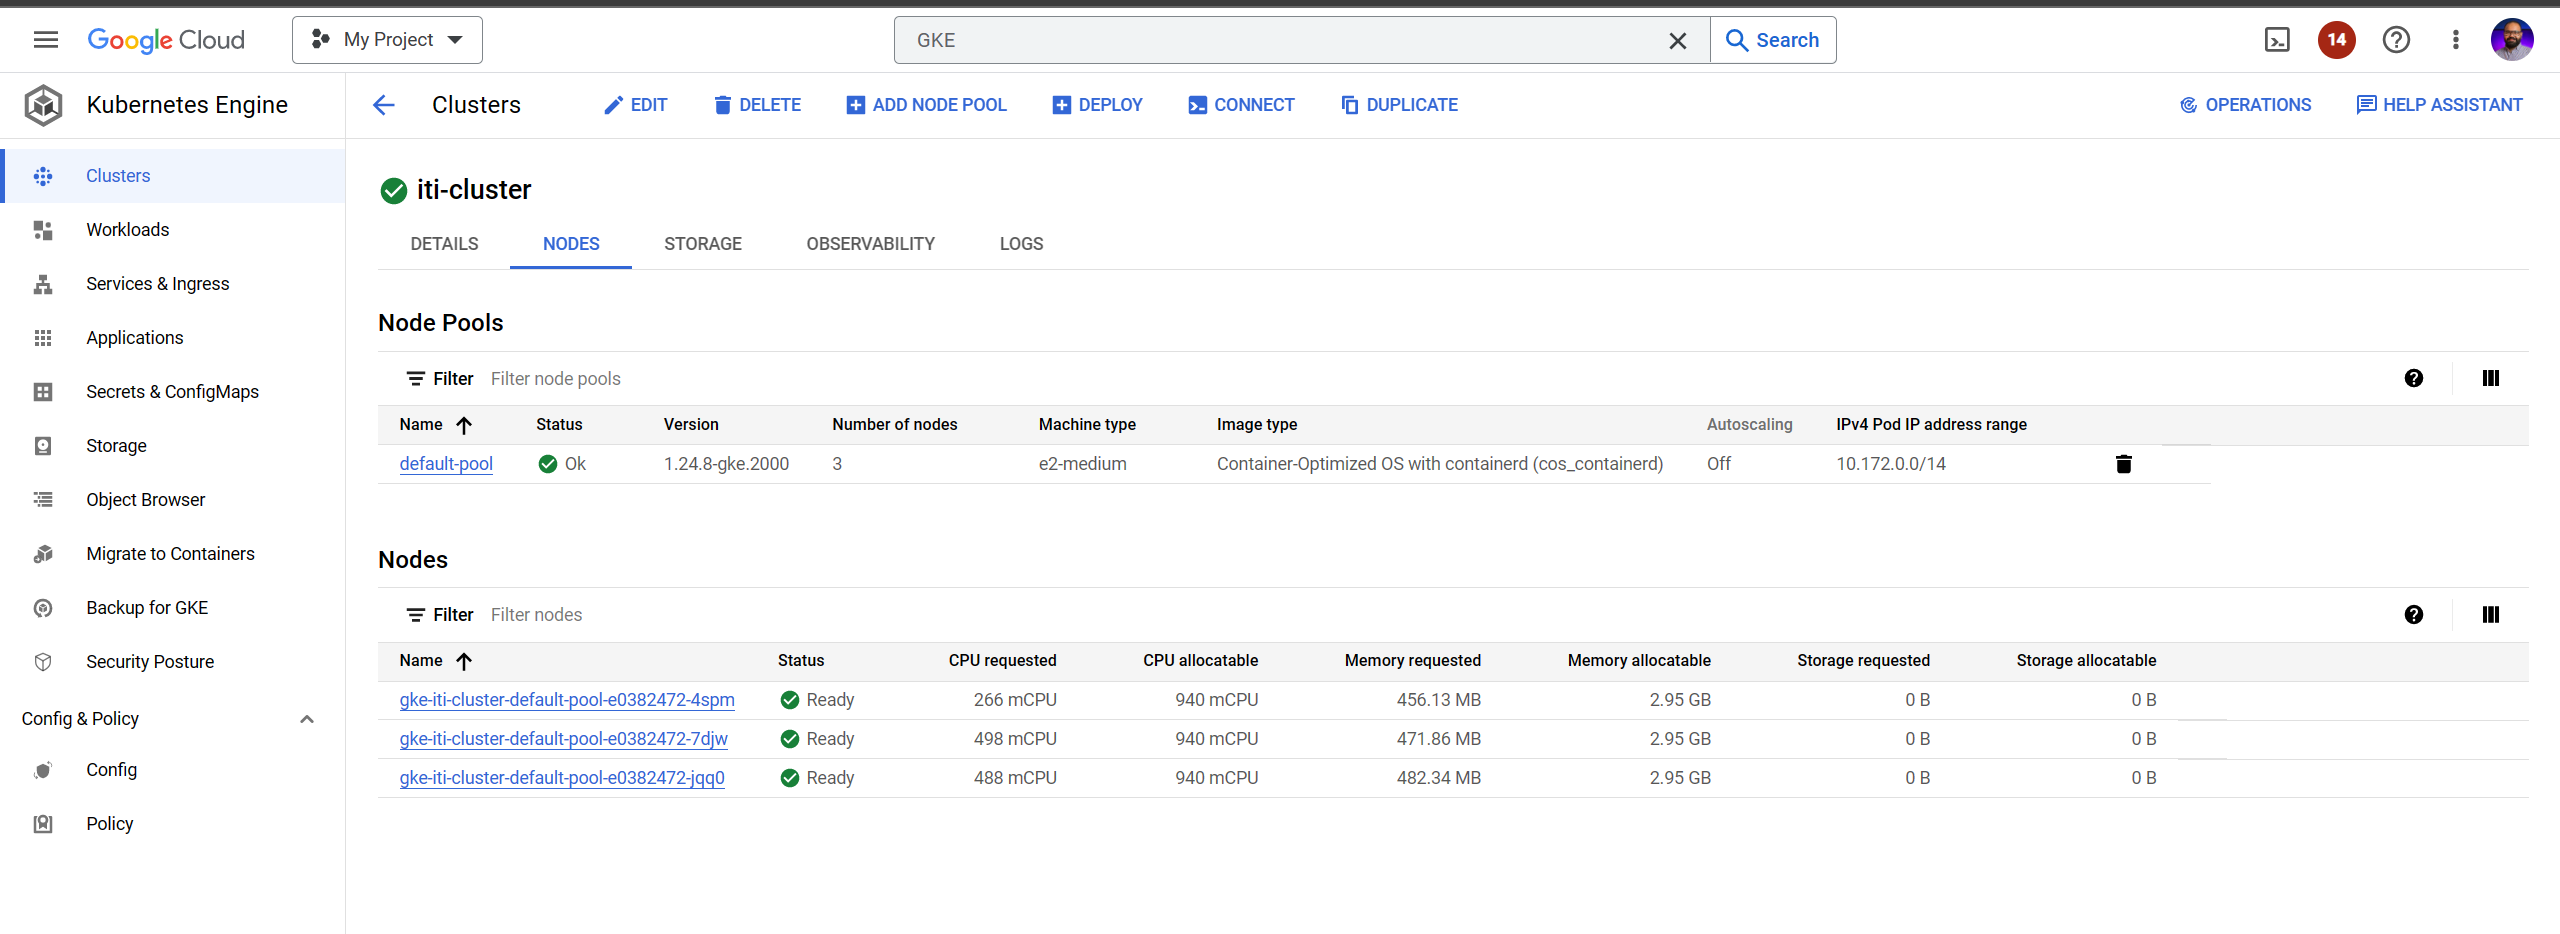 Google Cloud My Project GKE Search 14
Kubernetes Engine Clusters EDIT DELETE ADD NODE POOL DEPLOY CONNECT DUPLICATE OPERATIONS HELP ASSISTANT
Clusters
Workloads
Services & Ingress
Applications
Secrets & ConfigMaps
Storage
Object Browser
Migrate to Containers
Backup for GKE
Security Posture
Config & Policy
Config
Policy
iti-cluster
DETAILS NODES STORAGE OBSERVABILITY LOGS
Node Pools
Filter Filter node pools
Name Status Version Number of nodes Machine type Image type Autoscaling IPv4 Pod IP address range
default-pool Ok 1.24.8-gke.2000 3 e2-medium Container-Optimized OS with containerd (cos_containerd) Off 10.172.0.0/14
Nodes
Filter Filter nodes
Name Status CPU requested CPU allocatable Memory requested Memory allocatable Storage requested Storage allocatable
gke-iti-cluster-default-pool-e0382472-4spm Ready 266 mCPU 940 mCPU 456.13 MB 2.95 GB 0 B 0 B
gke-iti-cluster-default-pool-e0382472-7djw Ready 498 mCPU 940 mCPU 471.86 MB 2.95 GB 0 B 0 B
gke-iti-cluster-default-pool-e0382472-jqq0 Ready 488 mCPU 940 mCPU 482.34 MB 2.95 GB 0 B 0 B